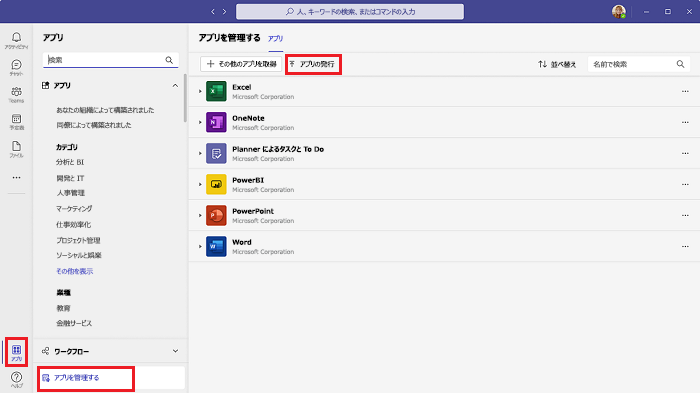 人、キーワードの検索、またはコマンドの入力
アクティビティ
チャット
Teams
予定表
ファイル
アプリ
ヘルプ
アプリ
検索
アプリ
あなたの組織によって構築されました
同僚によって構築されました
カテゴリ
分析と BI
開発と IT
人事管理
マーケティング
仕事効率化
プロジェクト管理
ソーシャルと娯楽
その他を表示
業種
教育
金融サービス
ワークフロー
アプリを管理する
アプリを管理する アプリ
その他のアプリを取得 アプリの発行 並べ替え 名前で検索
Excel
Microsoft Corporation
OneNote
Microsoft Corporation
Planner によるタスクと To Do
Microsoft Corporation
PowerBI
Microsoft Corporation
PowerPoint
Microsoft Corporation
Word
Microsoft Corporation